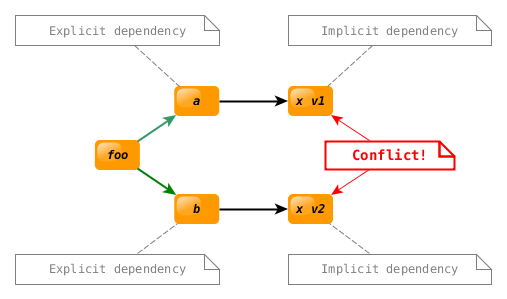 Explicit dependency
Implicit dependency
a
x v1
foo
Conflict!
b
x v2
Explicit dependency
Implicit dependency